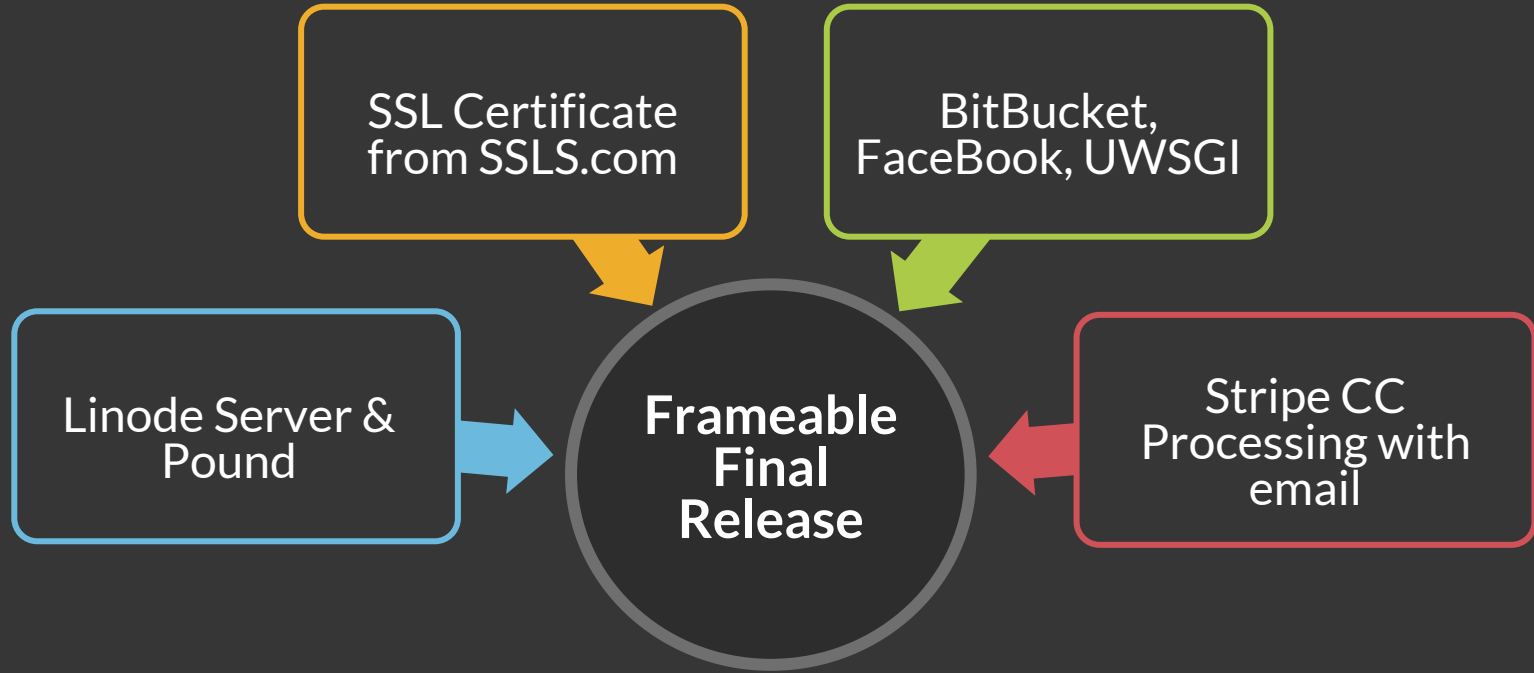 SSL Certificate
from SSLS.com
BitBucket,
FaceBook, UWSGI
Linode Server &
Pound
Frameable
Final
Release
Stripe CC
Processing with
email